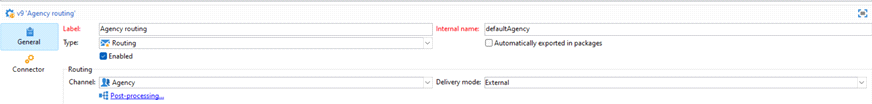 v9 'Agency routing'
General
Connector
Label: Agency routing Internal name: defaultAgency
Type: Routing Automatically exported in packages
Enabled
Routing
Channel: Agency Delivery mode: External
Post-processing...